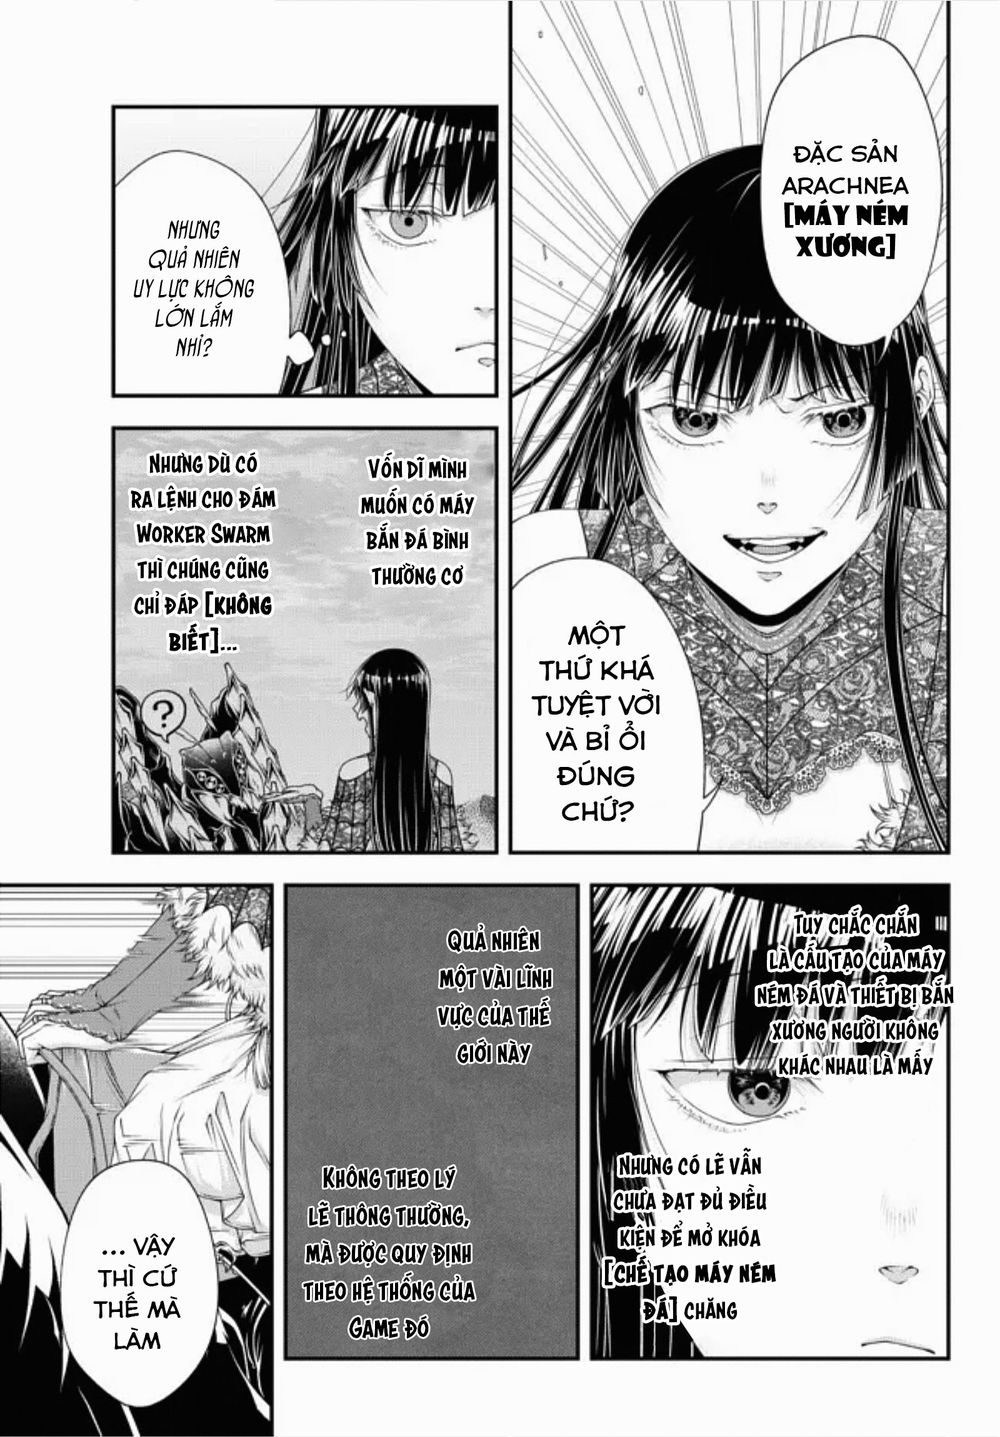 ĐẶC SẢN
ARACHNEA
[MÁY NÉM
XƯƠNG]
MỘT
THỨ KHÁ
TUYỆT VỜI
VÀ BỈ ỔI
ĐÚNG
CHỨ?
NHƯNG
QUẢ NHIÊN
UY LỰC KHÔNG
LỚN LẮM
NHỈ?
VỐN DĨ MÌNH
MUỐN CÓ MÁY
BẮN ĐÁ BÌNH
THƯỜNG CƠ
NHƯNG DÙ CÓ
RA LỆNH CHO ĐÁM
WORKER SWARM
THÌ CHÚNG CŨNG
CHỈ ĐÁP [KHÔNG
BIẾT]...
?
TUY CHẮC CHẮN
LÀ CẤU TẠO CỦA MÁY
NÉM ĐÁ VÀ THIẾT BỊ BẮN
XƯƠNG NGƯỜI KHÔNG
KHÁC NHAU LÀ MẤY
NHƯNG CÓ LẼ VẪN
CHƯA ĐẠT ĐỦ ĐIỀU
KIỆN ĐỂ MỞ KHÓA
[CHẾ TẠO MÁY NÉM
ĐÁ] CHĂNG
QUẢ NHIÊN
MỘT VÀI LĨNH
VỰC CỦA THẾ
GIỚI NÀY
KHÔNG THEO LÝ
LẼ THÔNG THƯỜNG,
MÀ ĐƯỢC QUY ĐỊNH
THEO HỆ THỐNG CỦA
GAME ĐÓ
... VẬY
THÌ CỨ
THẾ MÀ
LÀM